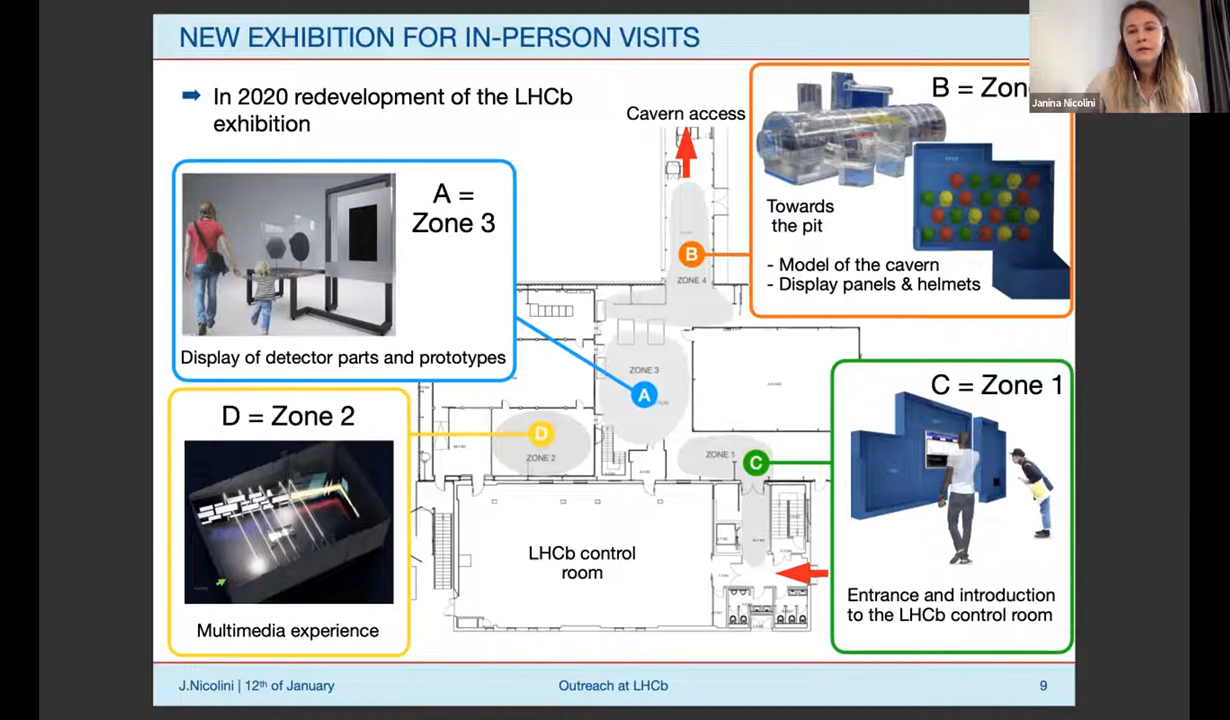 NEW EXHIBITION FOR IN-PERSON VISITS
Janina Nicolini
➡ In 2020 redevelopment of the LHCb
exhibition
Cavern access
B = Zon
Towards
the pit
- Model of the cavern
- Display panels & helmets
A =
Zone 3
Display of detector parts and prototypes
B
ZONE 4
ZONE 3
A
D = Zone 2
Multimedia experience
D
ZONE 2
ZONE 1
C
C = Zone 1
Entrance and introduction
to the LHCb control room
LHCb control
room
J.Nicolini | 12th of January
Outreach at LHCb
9